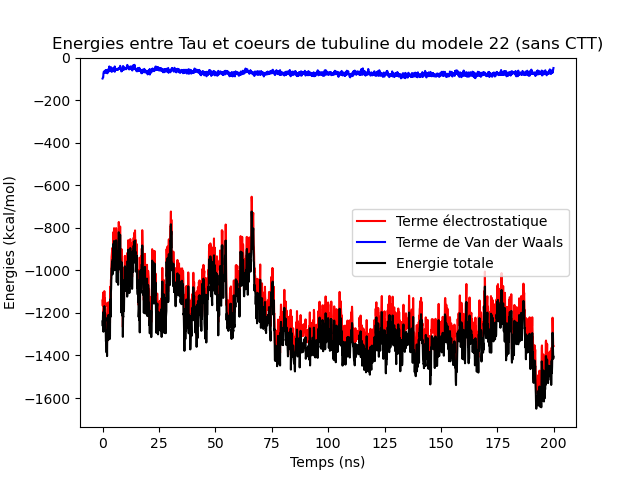 Energies entre Tau et coeurs de tubuline du modele 22 (sans CTT)
0
−200
−400
−600
−800
−1000
−1200
−1400
−1600
Energies (kcal/mol)
Terme électrostatique
Terme de Van der Waals
Energie totale
0 25 50 75 100 125 150 175 200
Temps (ns)